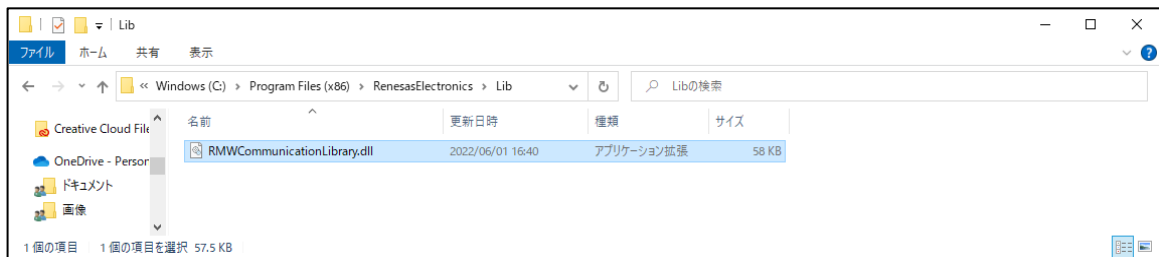 Lib
ファイル ホーム 共有 表示
« Windows (C:) › Program Files (x86) › RenesasElectronics › Lib Libの検索
名前 更新日時 種類 サイズ
Creative Cloud File
RMWCommunicationLibrary.dll 2022/06/01 16:40 アプリケーション拡張 58 KB
OneDrive - Person
ドキュメント
画像
1 個の項目 1 個の項目を選択 57.5 KB